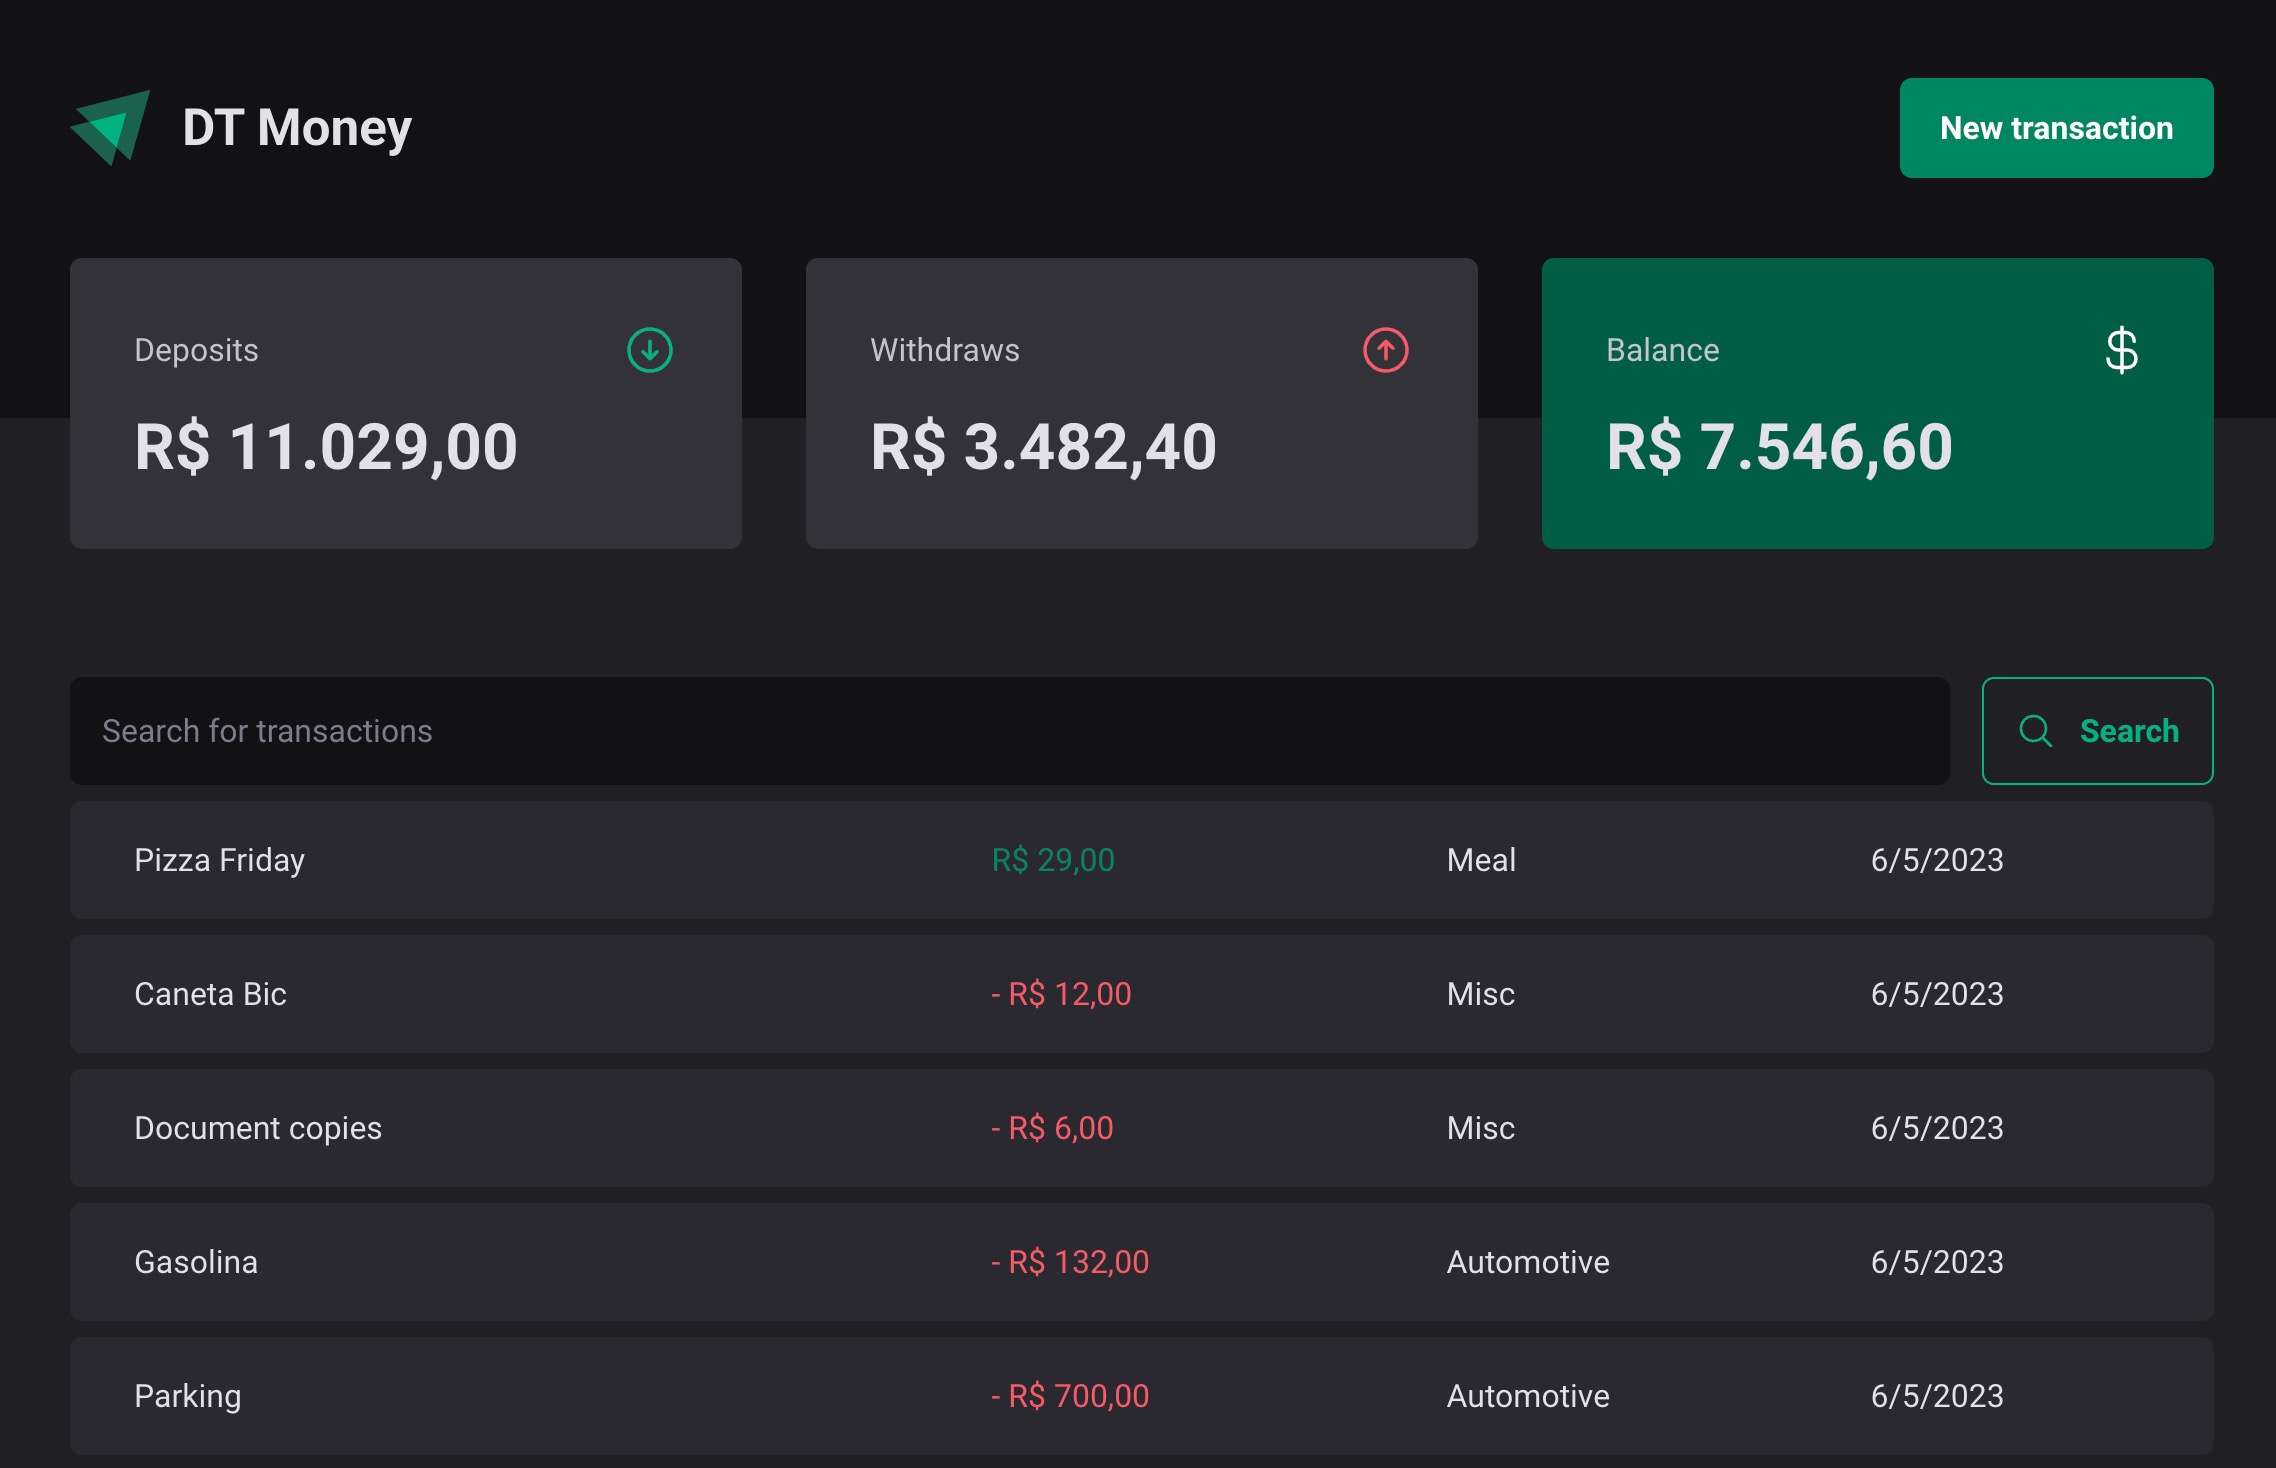 DT Money
New transaction
Deposits
R$ 11.029,00
Withdraws
R$ 3.482,40
Balance
$
R$ 7.546,60
Search for transactions
Search
Pizza Friday R$ 29,00 Meal 6/5/2023
Caneta Bic - R$ 12,00 Misc 6/5/2023
Document copies - R$ 6,00 Misc 6/5/2023
Gasolina - R$ 132,00 Automotive 6/5/2023
Parking - R$ 700,00 Automotive 6/5/2023